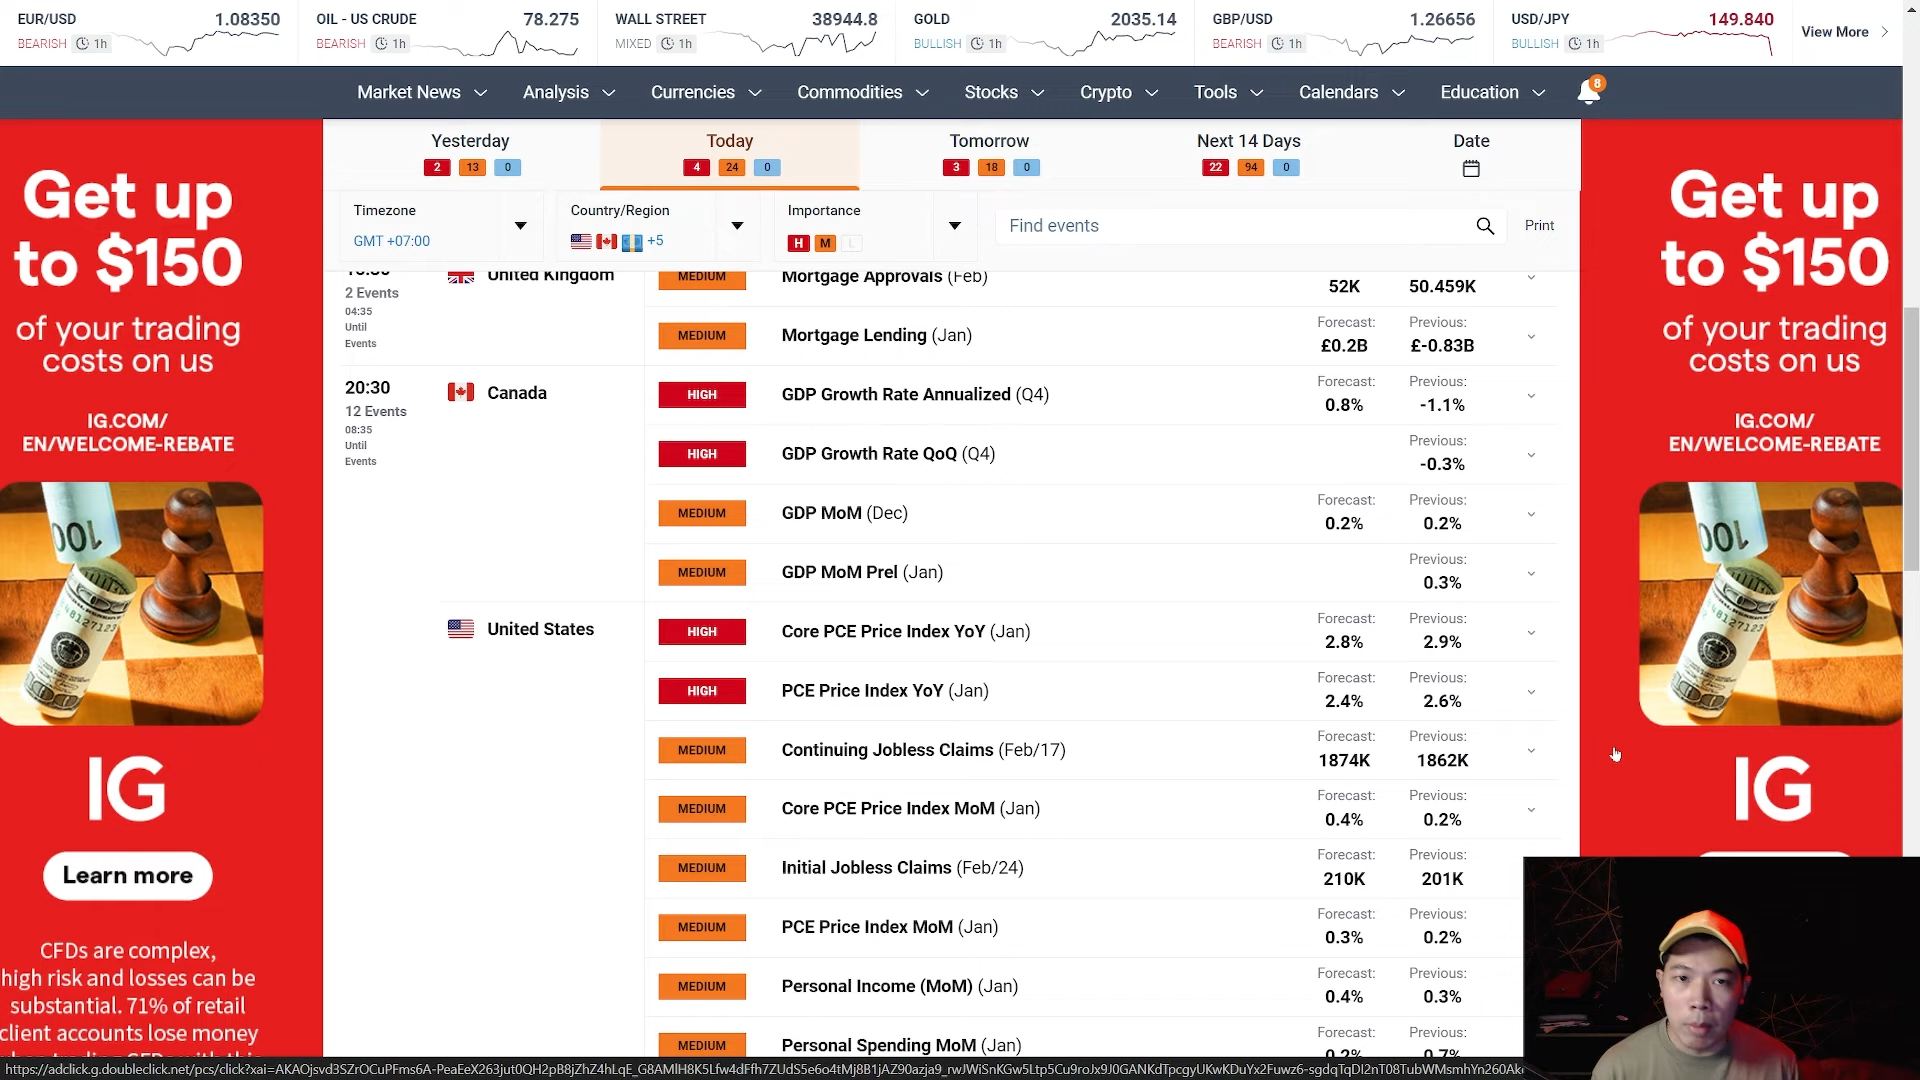 EUR/USD 1.08350
BEARISH 1h
OIL - US CRUDE 78.275
BEARISH 1h
WALL STREET 38944.8
MIXED 1h
GOLD 2035.14
BULLISH 1h
GBP/USD 1.26656
BEARISH 1h
USD/JPY 149.840
BULLISH 1h
View More
Market News Analysis Currencies Commodities Stocks Crypto Tools Calendars Education 8
Yesterday
2 13 0
Today
4 24 0
Tomorrow
3 18 0
Next 14 Days
22 94 0
Date
Timezone
GMT +07:00
Country/Region
+5
Importance
H M L
Find events
Print
2 Events
04:35
Until
Events
United Kingdom
MEDIUM Mortgage Approvals (Feb)
52K 50.459K
MEDIUM Mortgage Lending (Jan)
Forecast: Previous:
£0.2B £-0.83B
20:30
12 Events
08:35
Until
Events
Canada
HIGH GDP Growth Rate Annualized (Q4)
Forecast: Previous:
0.8% -1.1%
HIGH GDP Growth Rate QoQ (Q4)
Previous:
-0.3%
MEDIUM GDP MoM (Dec)
Forecast: Previous:
0.2% 0.2%
MEDIUM GDP MoM Prel (Jan)
Previous:
0.3%
United States
HIGH Core PCE Price Index YoY (Jan)
Forecast: Previous:
2.8% 2.9%
HIGH PCE Price Index YoY (Jan)
Forecast: Previous:
2.4% 2.6%
MEDIUM Continuing Jobless Claims (Feb/17)
Forecast: Previous:
1874K 1862K
MEDIUM Core PCE Price Index MoM (Jan)
Forecast: Previous:
0.4% 0.2%
MEDIUM Initial Jobless Claims (Feb/24)
Forecast: Previous:
210K 201K
MEDIUM PCE Price Index MoM (Jan)
Forecast: Previous:
0.3% 0.2%
MEDIUM Personal Income (MoM) (Jan)
Forecast: Previous:
0.4% 0.3%
MEDIUM Personal Spending MoM (Jan)
Forecast: Previous:
0.2% 0.7%
Get up
to $150
of your trading
costs on us
IG.COM/
EN/WELCOME-REBATE
100
IG
Learn more
CFDs are complex,
high risk and losses can be
substantial. 71% of retail
client accounts lose money
Get up
to $150
of your trading
costs on us
IG.COM/
EN/WELCOME-REBATE
100
IG